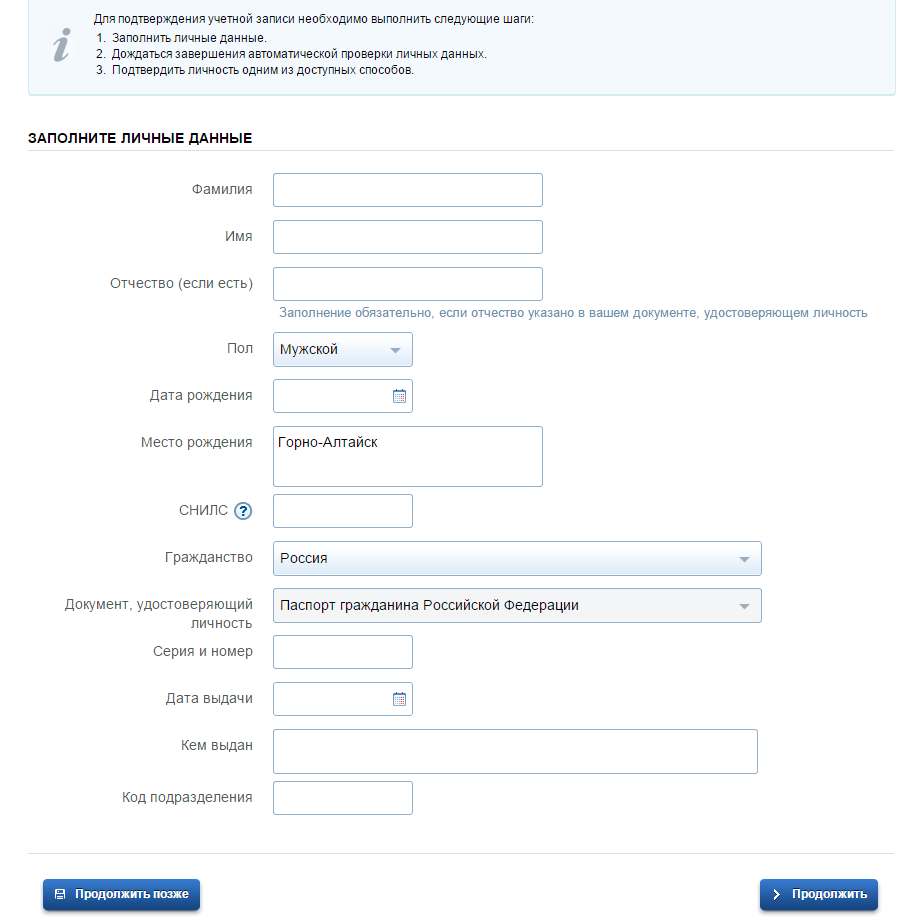 Для подтверждения учетной записи необходимо выполнить следующие шаги:
1. Заполнить личные данные.
2. Дождаться завершения автоматической проверки личных данных.
3. Подтвердить личность одним из доступных способов.
ЗАПОЛНИТЕ ЛИЧНЫЕ ДАННЫЕ
Фамилия
Имя
Отчество (если есть)
Заполнение обязательно, если отчество указано в вашем документе, удостоверяющем личность
Пол Мужской
Дата рождения
Место рождения Горно-Алтайск
СНИЛС ?
Гражданство Россия
Документ, удостоверяющий Паспорт гражданина Российской Федерации
личность
Серия и номер
Дата выдачи
Кем выдан
Код подразделения
Продолжить позже Продолжить